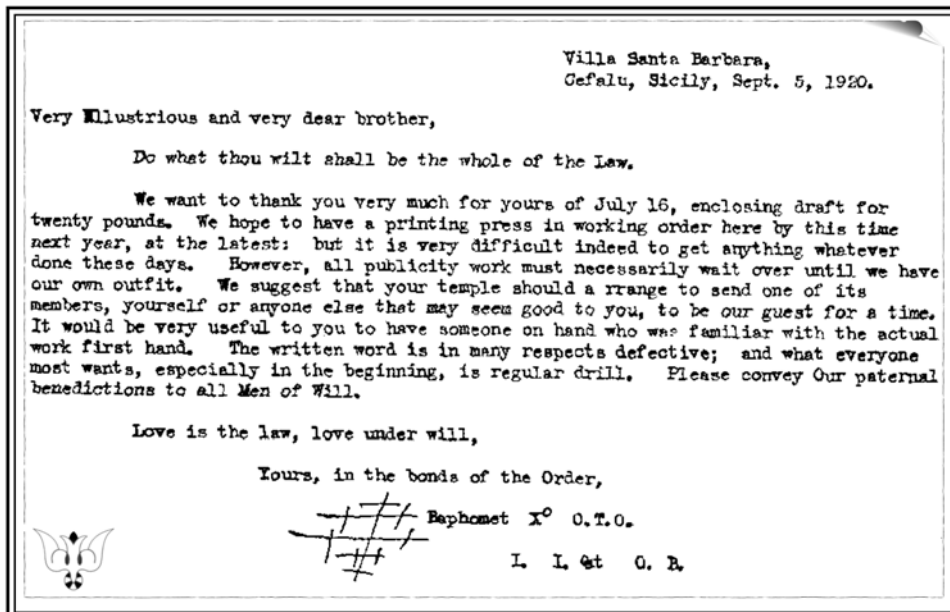 Villa Santa Barbara,
Cefalu, Sicily, Sept. 5, 1920.
Very Illustrious and very dear brother,
Do what thou wilt shall be the whole of the Law.
We want to thank you very much for yours of July 16, enclosing draft for
twenty pounds. We hope to have a printing press in working order here by this time
next year, at the latest: but it is very difficult indeed to get anything whatever
done these days. However, all publicity work must necessarily wait over until we have
our own outfit. We suggest that your temple should a rrange to send one of its
members, yourself or anyone else that may seem good to you, to be our guest for a time.
It would be very useful to you to have someone on hand who was familiar with the actual
work first hand. The written word is in many respects defective; and what everyone
most wants, especially in the beginning, is regular drill. Please convey Our paternal
benedictions to all Men of Will.
Love is the law, love under will,
Yours, in the bonds of the Order,
Baphomet X° O.T.O.
I. I. et O. B.